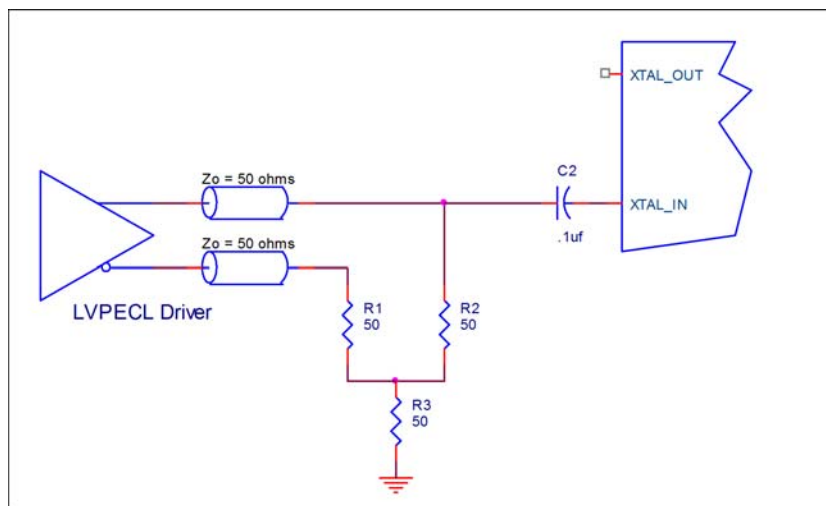 XTAL_OUT
Zo = 50 ohms
C2
XTAL_IN
.1uf
Zo = 50 ohms
LVPECL Driver
R1
50
R2
50
R3
50